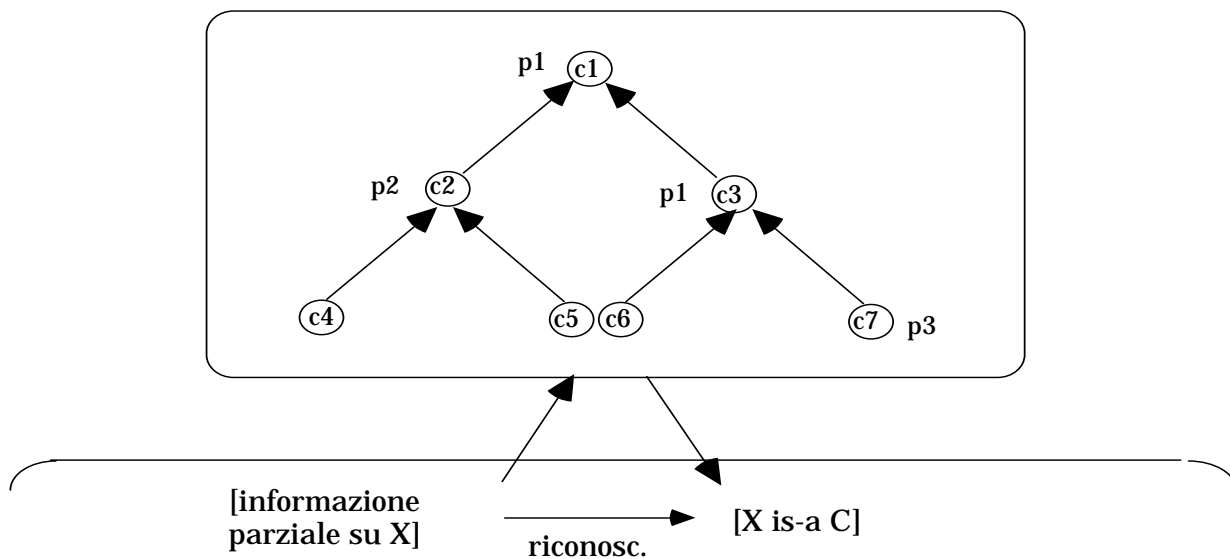 p1 c1
p2 c2 p1 c3
c4 c5 c6 c7 p3
[informazione
parziale su X]
riconosc.
[X is-a C]